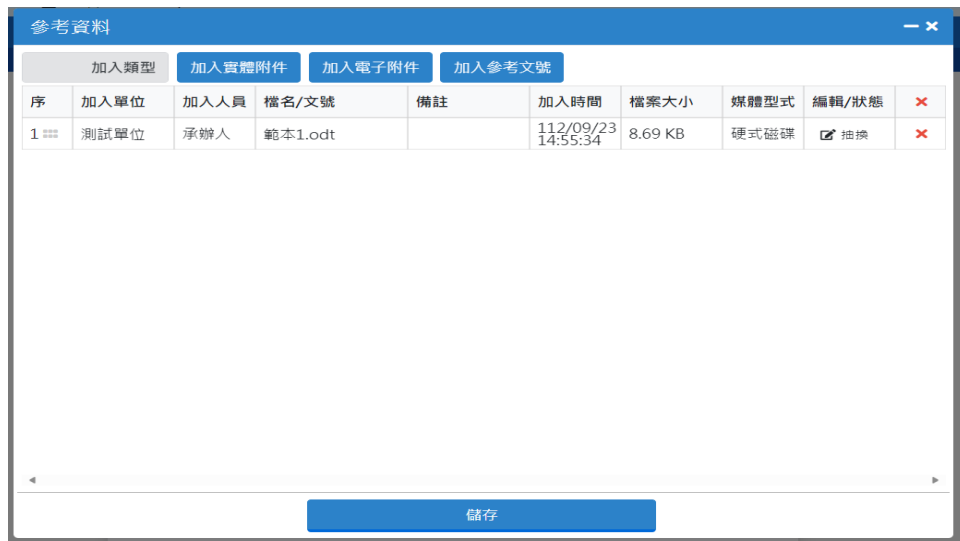 參考資料
加入類型 加入實體附件 加入電子附件 加入參考文號
序 加入單位 加入人員 檔名/文號 備註 加入時間 檔案大小 媒體型式 編輯/狀態
1 測試單位 承辦人 範本1.odt 112/09/23 14:55:34 8.69 KB 硬式磁碟 抽換
儲存